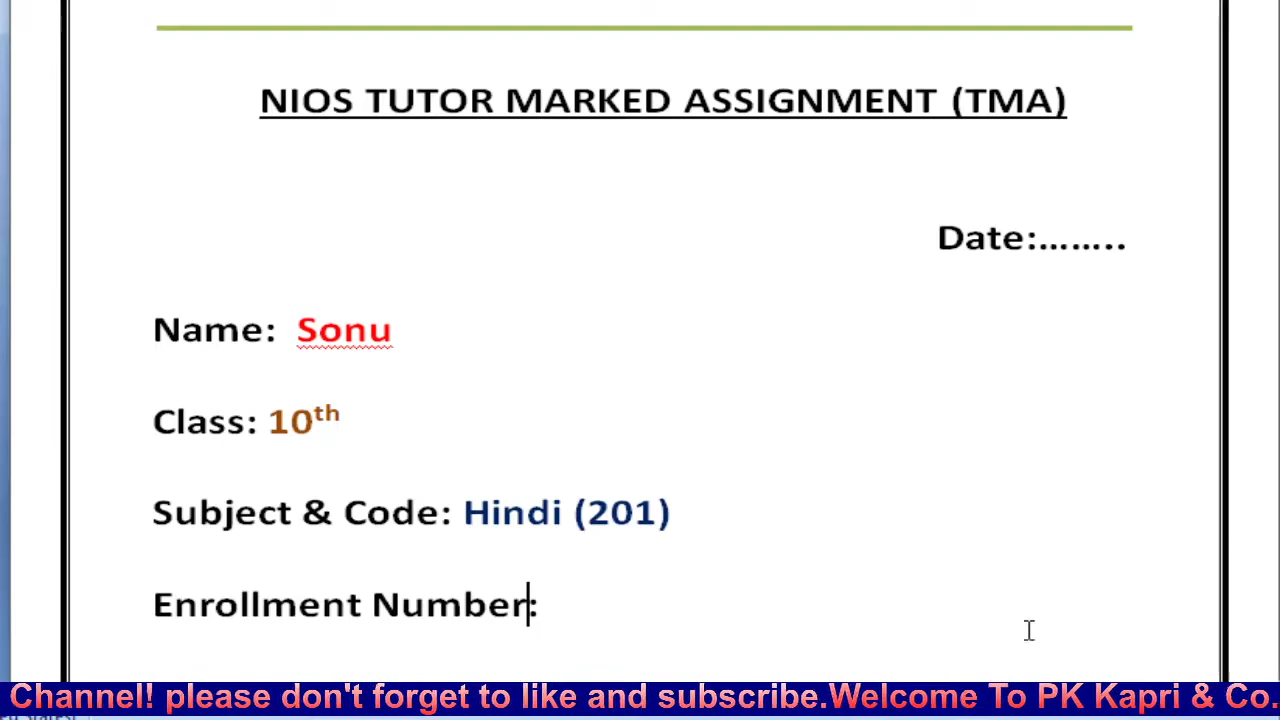 NIOS TUTOR MARKED ASSIGNMENT (TMA)
Date:........
Name: Sonu
Class: 10th
Subject & Code: Hindi (201)
Enrollment Number:
Channel! please don't forget to like and subscribe.Welcome To PK Kapri & Co.